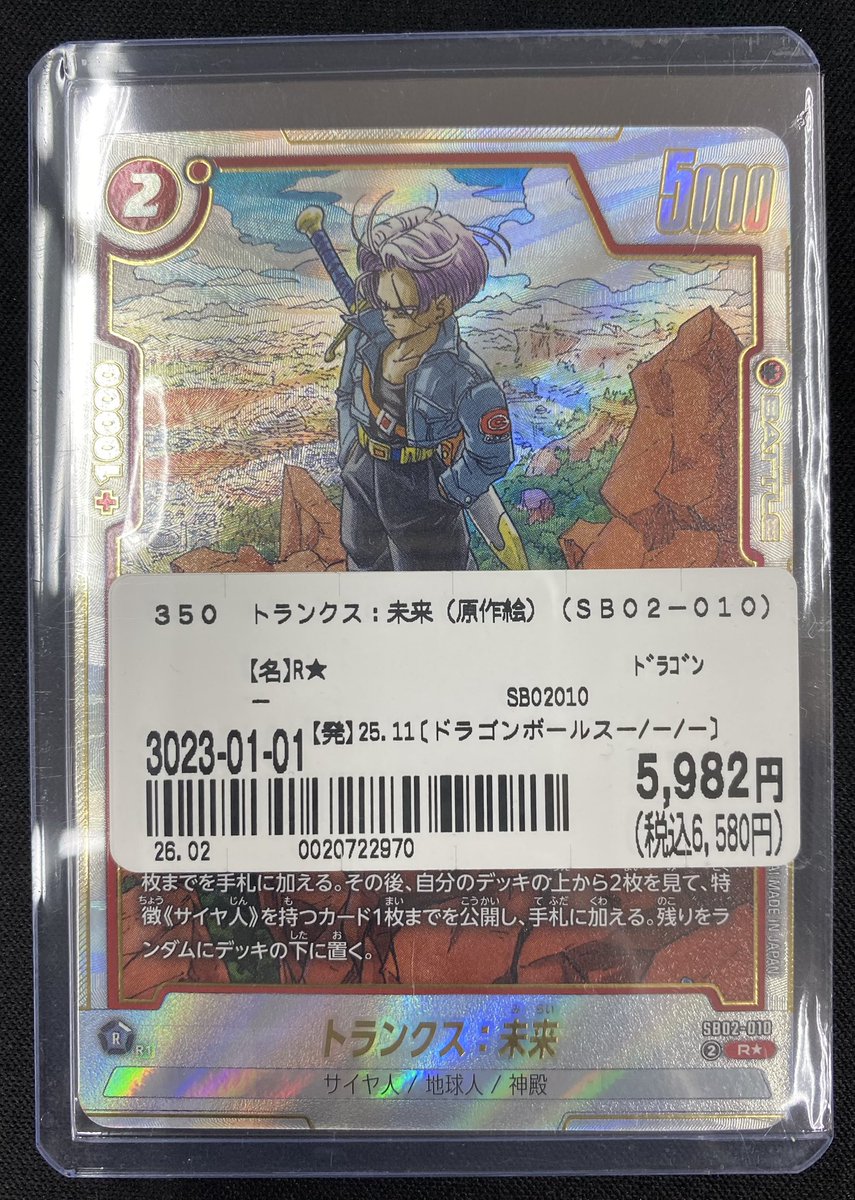 2
5000
+10000
BATTLE
350 トランクス：未来（原作絵）（SB02-010）
【名】R★ ﾄﾞﾗｺﾞﾝ
ー SB02010
3023-01-01【発】25.11〔ドラゴンボールスー/ー/ー〕
5,982円
26.02 0020722970 (税込6,580円)
枚までを手札に加える。その後、自分のデッキの上から2枚を見て、特
徴《サイヤ人》を持つカード1枚までを公開し、手札に加える。残りをラ
ンダムにデッキの下に置く。
MADE IN JAPAN
トランクス：未来
SB02-010
R R1 ② R★
サイヤ人 / 地球人 / 神殿